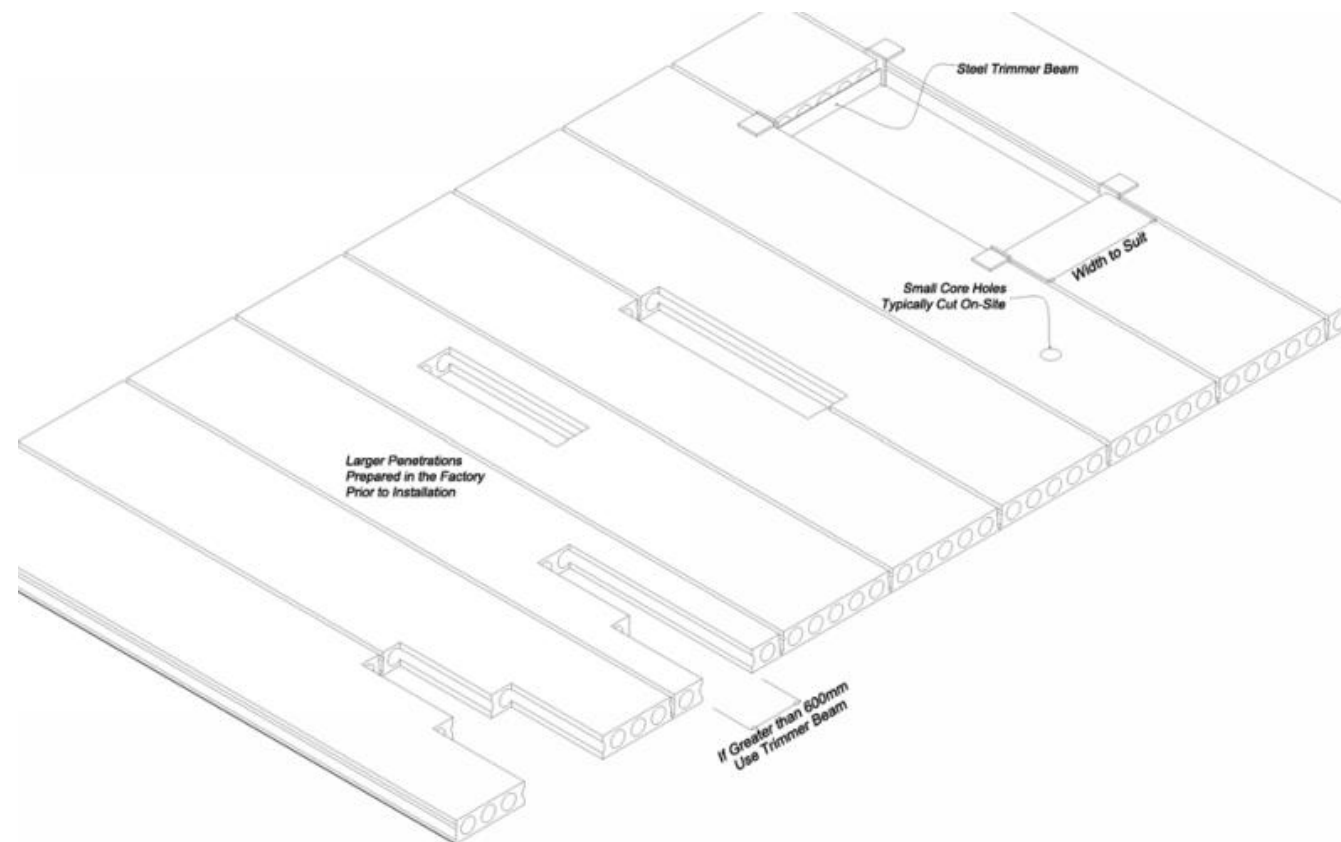 Steel Trimmer Beam
Width to Suit
Small Core Holes
Typically Cut On-Site
Larger Penetrations
Prepared in the Factory
Prior to Installation
If Greater than 600mm
Use Trimmer Beam